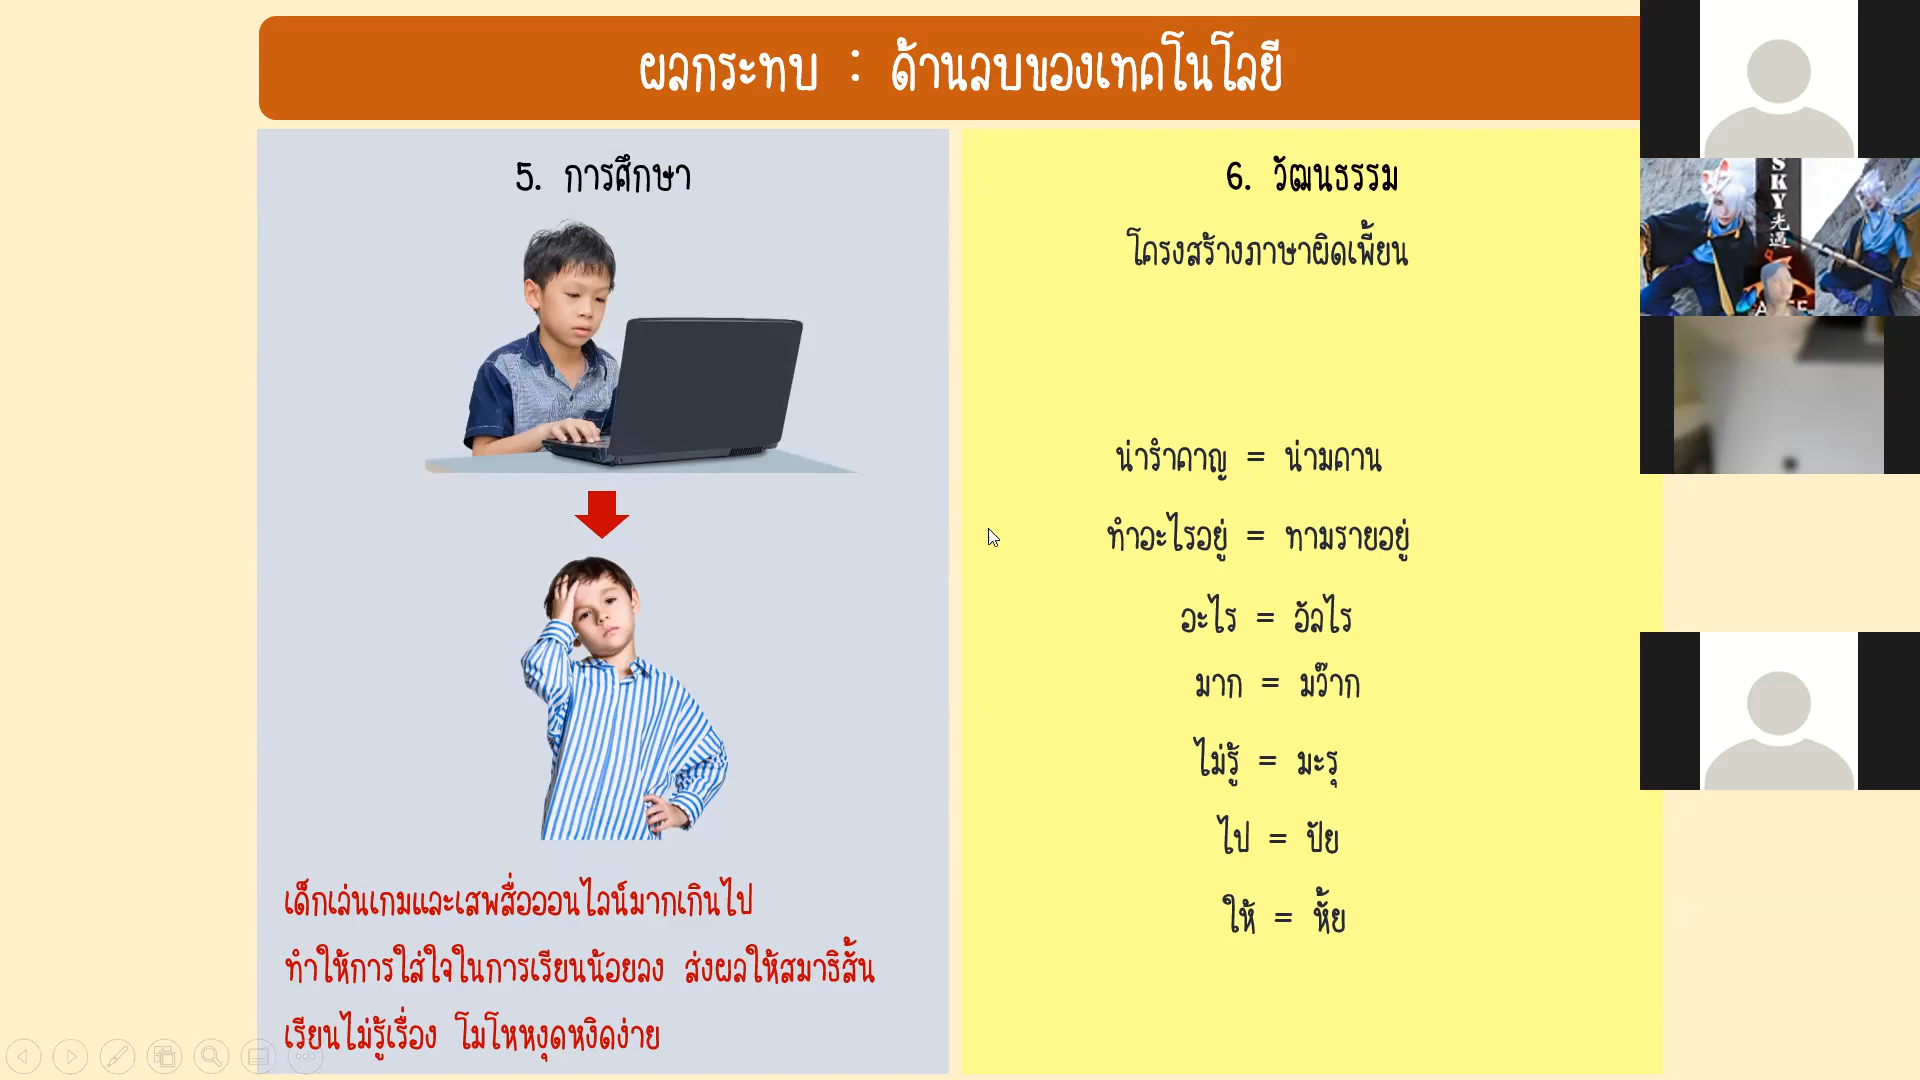 ผลกระทบ : ด้านลบของเทคโนโลยี
5. การศึกษา
เด็กเล่นเกมและเสพสื่อออนไลน์มากเกินไป
ทำให้การใส่ใจในการเรียนน้อยลง ส่งผลให้สมาธิสั้น
เรียนไม่รู้เรื่อง โมโหหงุดหงิดง่าย
6. วัฒนธรรม
โครงสร้างภาษาผิดเพี้ยน
น่ารำคาญ = น่ามคาน
ทำอะไรอยู่ = ทามรายอยู่
อะไร = อัลไร
มาก = มว๊าก
ไม่รู้ = มะรุ
ไป = ปัย
ให้ = หั้ย
SKY